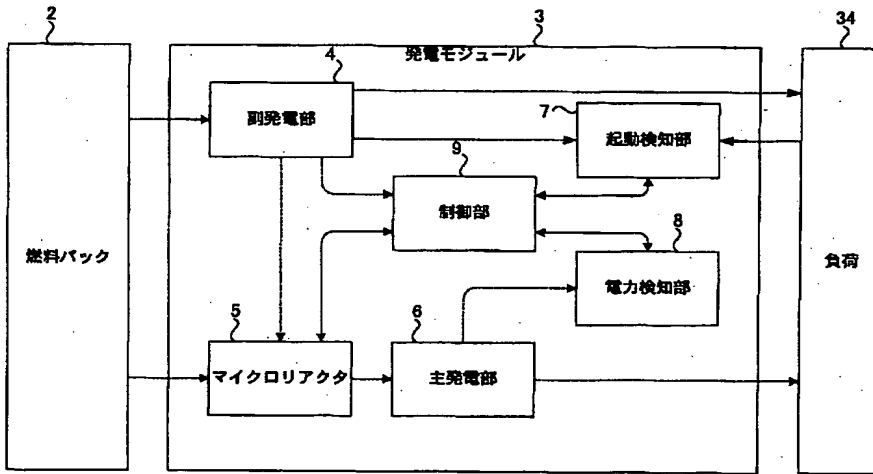 2
3
34
発電モジュール
4
副発電部
7
起動検知部
9
制御部
8
電力検知部
燃料パック
負荷
5
マイクロリアクタ
6
主発電部